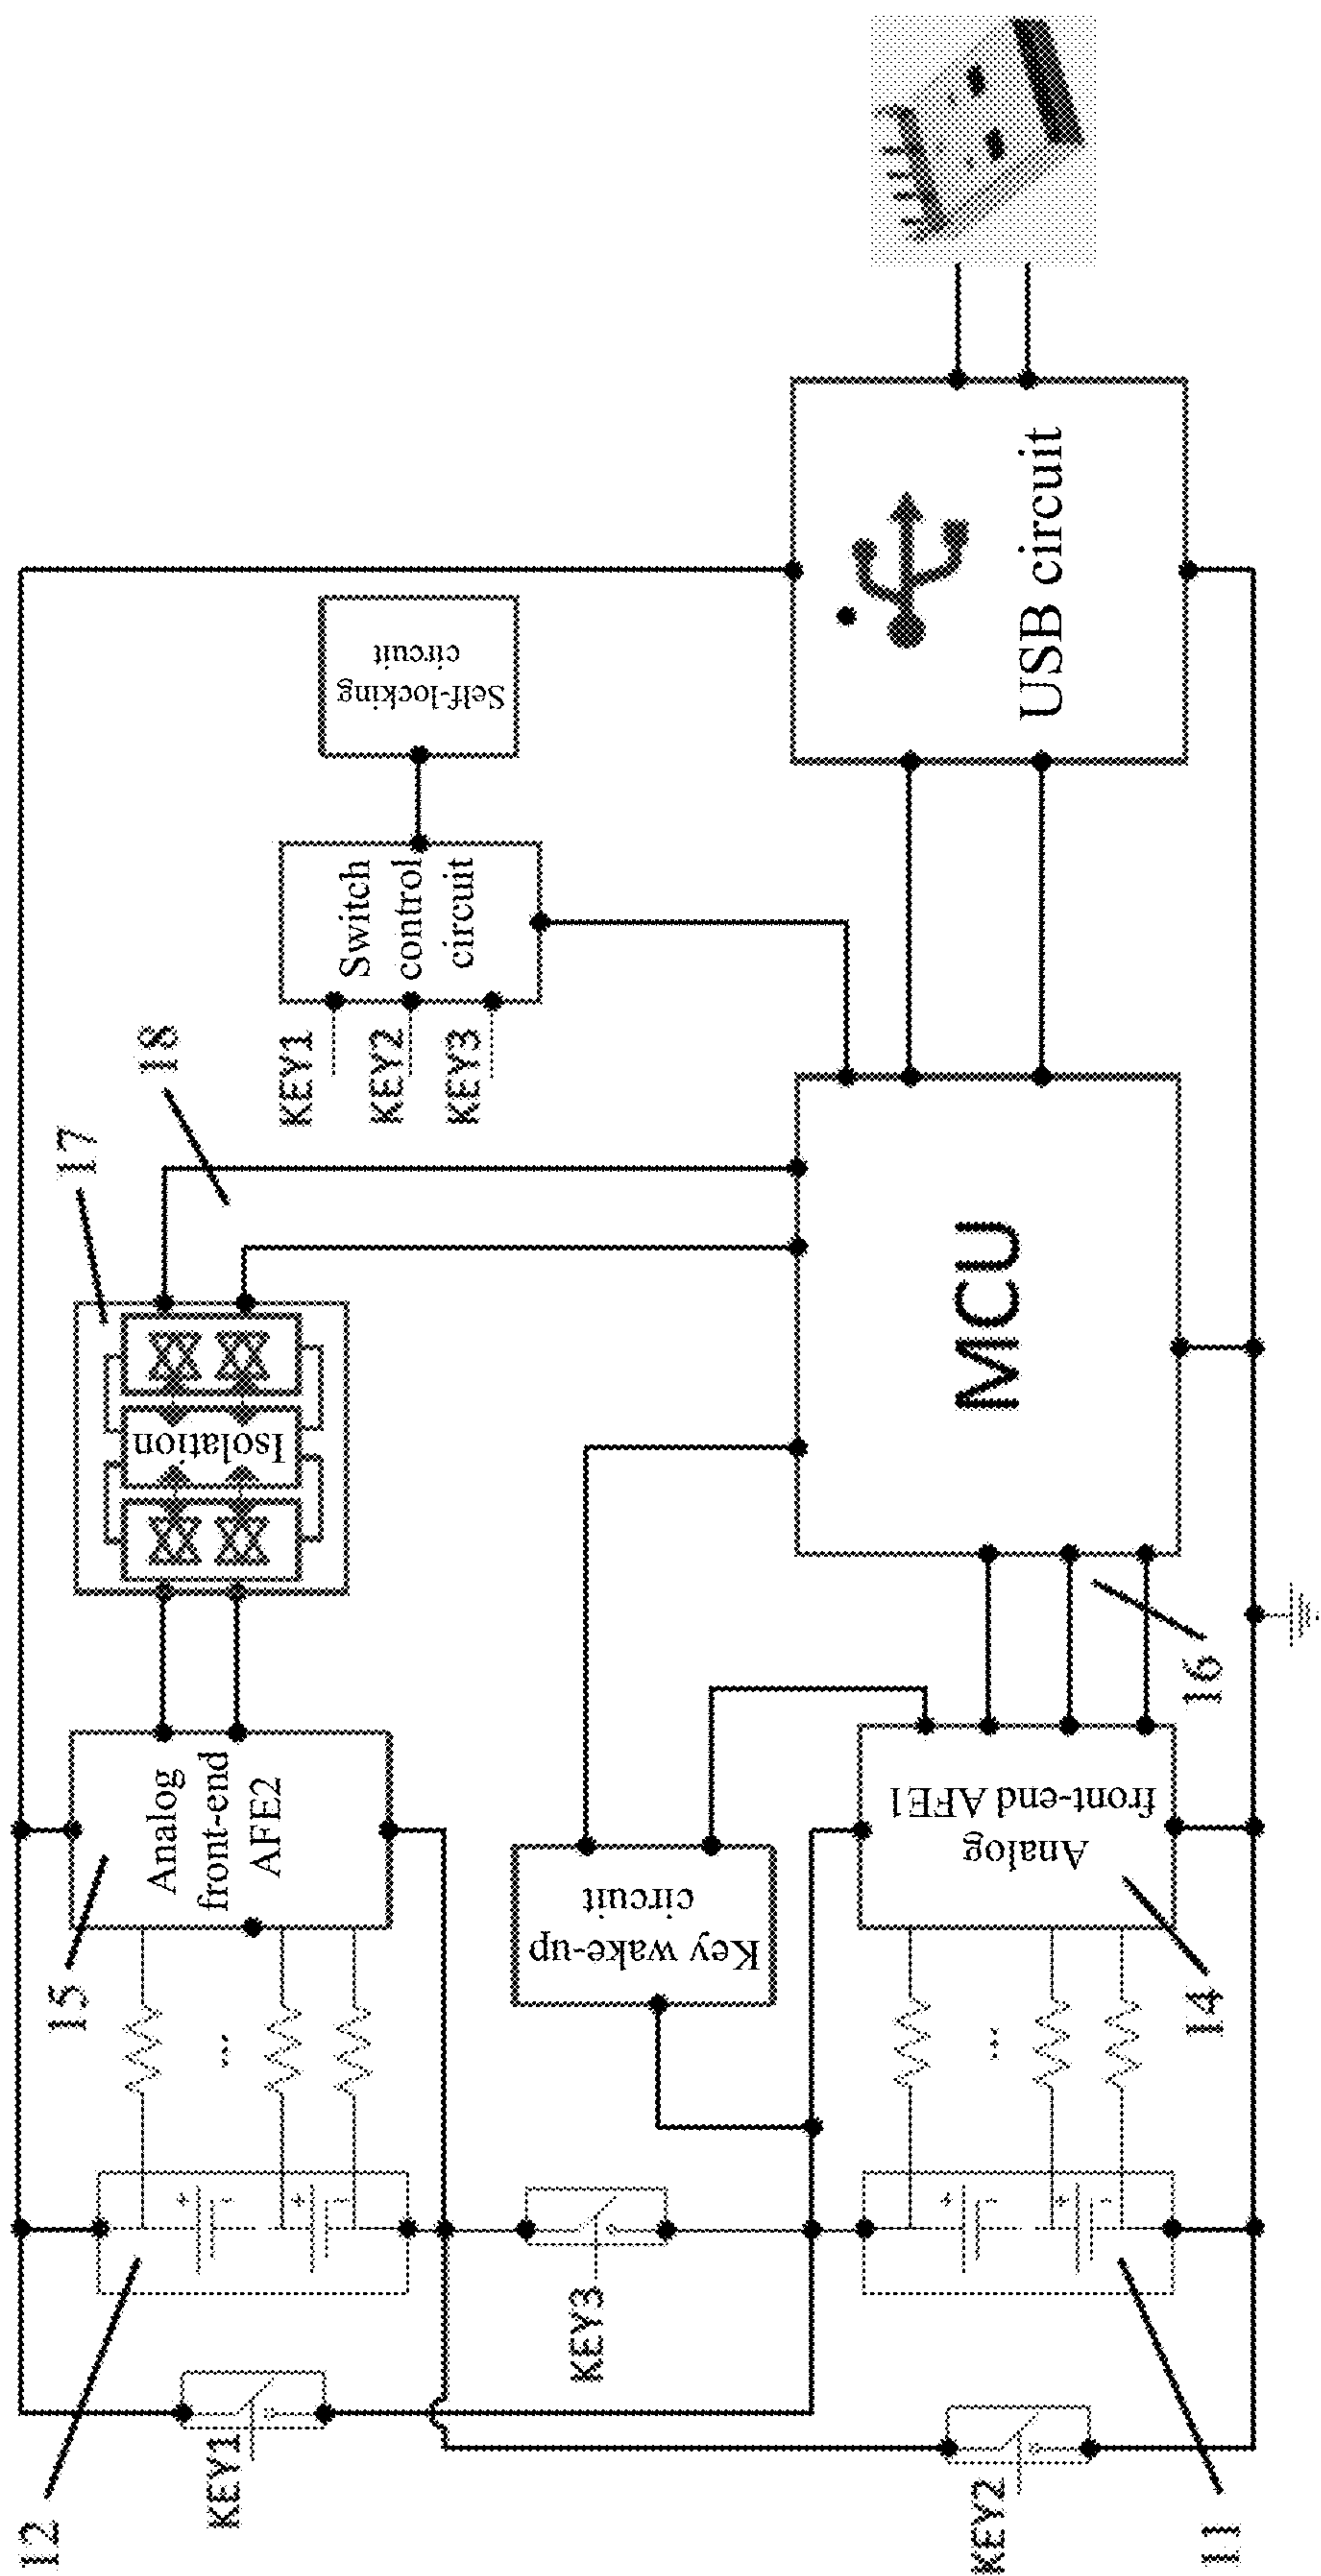 12
KEY1
15
Analog
front-end
AFE2
Isolation
17
18
KEY1
KEY2
KEY3
Switch
control
circuit
Self-locking
circuit
KEY3
Key wake-up
circuit
KEY2
11
14
Analog
front-end AFE1
16
MCU
USB circuit